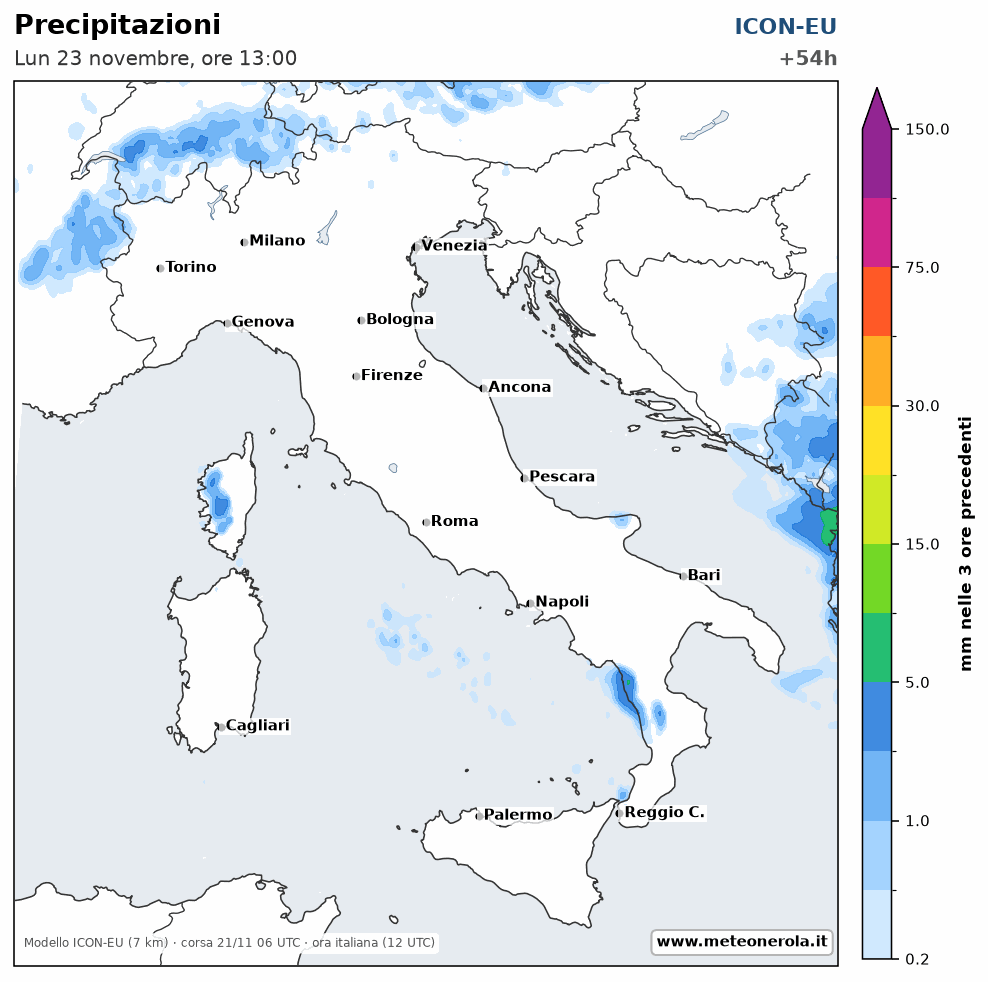 Precipitazioni
ICON-EU
Lun 23 novembre, ore 13:00
+54h
150.0
75.0
30.0
15.0
5.0
1.0
0.2
mm nelle 3 ore precedenti
Milano
Venezia
Torino
Genova
Bologna
Firenze
Ancona
Pescara
Roma
Bari
Napoli
Cagliari
Palermo
Reggio C.
Modello ICON-EU (7 km) · corsa 21/11 06 UTC · ora italiana (12 UTC)
www.meteonerola.it